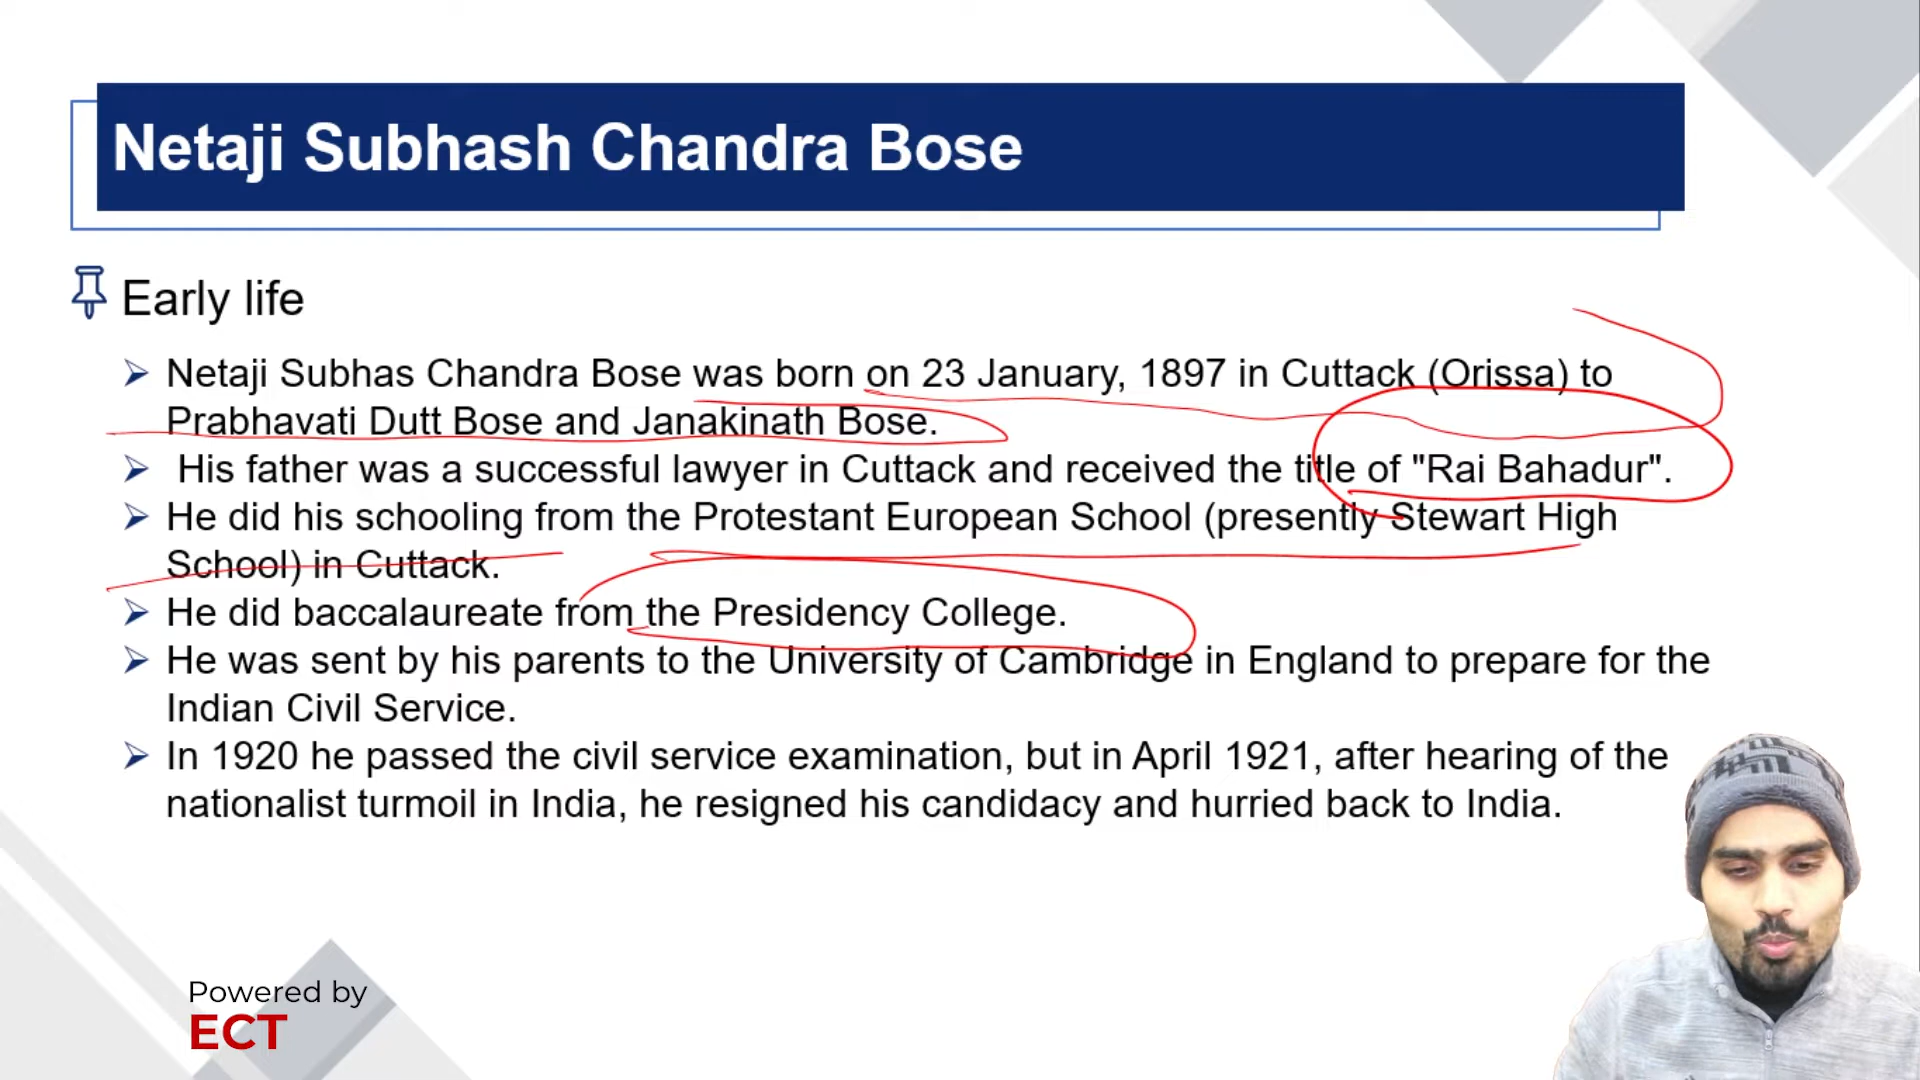 Netaji Subhash Chandra Bose
Early life
Netaji Subhas Chandra Bose was born on 23 January, 1897 in Cuttack (Orissa) to
Prabhavati Dutt Bose and Janakinath Bose.
His father was a successful lawyer in Cuttack and received the title of "Rai Bahadur".
He did his schooling from the Protestant European School (presently Stewart High
School) in Cuttack.
He did baccalaureate from the Presidency College.
He was sent by his parents to the University of Cambridge in England to prepare for the
Indian Civil Service.
In 1920 he passed the civil service examination, but in April 1921, after hearing of the
nationalist turmoil in India, he resigned his candidacy and hurried back to India.
Powered by
ECT